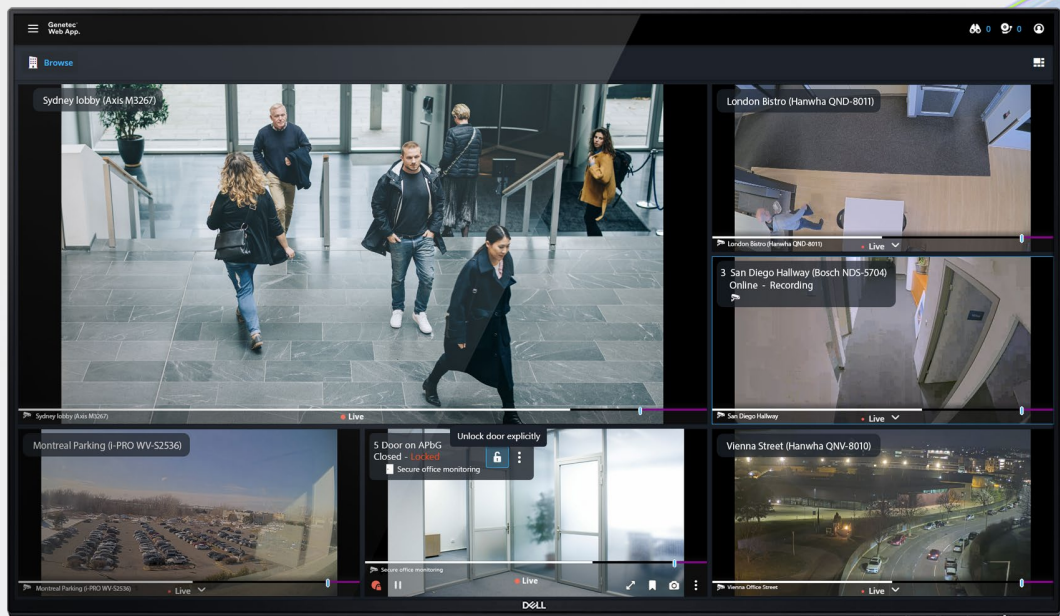 Genetec™
Web App.
0
0
Browse
Sydney lobby (Axis M3267)
Sydney lobby (Axis M3267)
Live
London Bistro (Hanwha QND-8011)
London Bistro (Hanwha QND-8011)
Live
3 San Diego Hallway (Bosch NDS-5704)
Online - Recording
San Diego Hallway
Live
Montreal Parking (i-PRO WV-S2536)
Montreal Parking (i-PRO WV-S2536)
Live
Unlock door explicitly
5 Door on APbG
Closed - Locked
Secure office monitoring
Secure office monitoring
Live
Vienna Street (Hanwha QNV-8010)
Vienna Office Street
Live
DELL